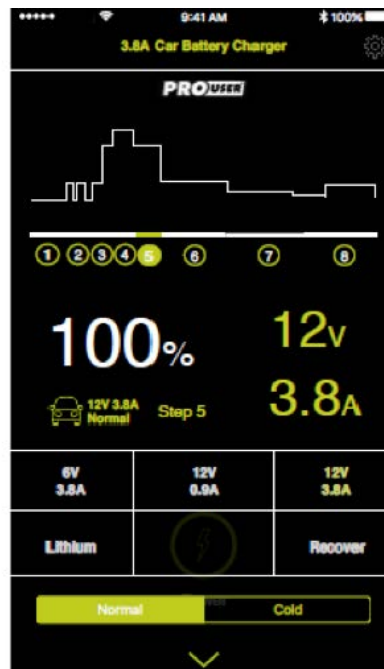 9:41 AM
100%
3.8A Car Battery Charger
PROUSER
1 2 3 4 5 6 7 8
100%
12V
3.8A
12V 3.8A
Normal
Step 5
6V
3.8A
12V
0.9A
12V
3.8A
Lithium
Recover
Normal
Cold